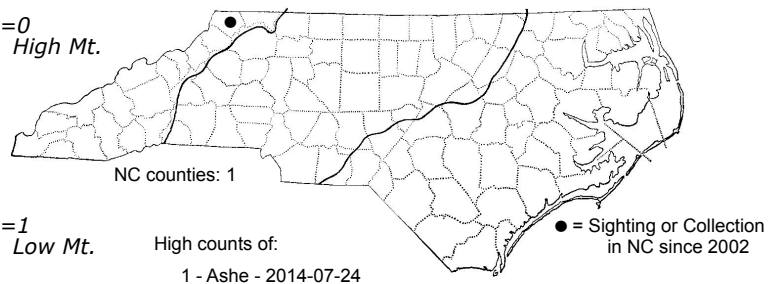 =0
High Mt.
NC counties: 1
=1
Low Mt.
High counts of:
1 - Ashe - 2014-07-24
● = Sighting or Collection
in NC since 2002